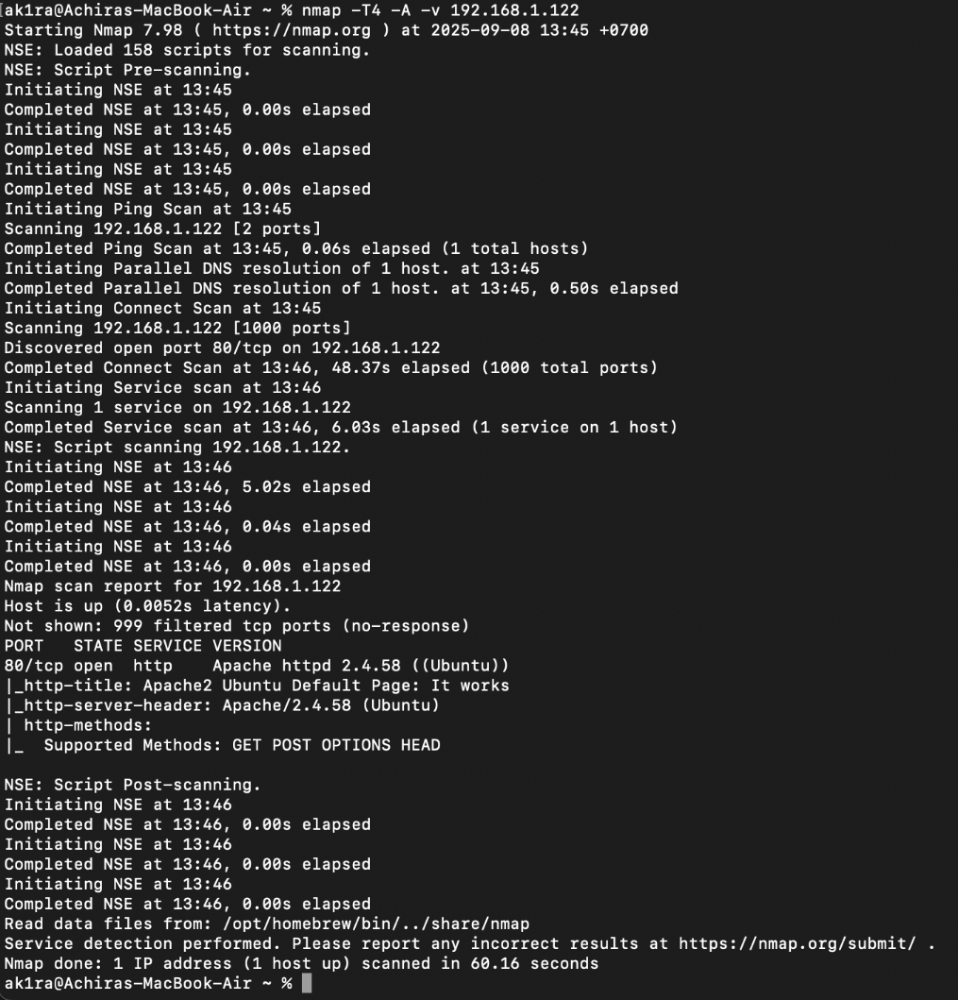 [ak1ra@Achiras-MacBook-Air ~ % nmap -T4 -A -v 192.168.1.122
Starting Nmap 7.98 ( https://nmap.org ) at 2025-09-08 13:45 +0700
NSE: Loaded 158 scripts for scanning.
NSE: Script Pre-scanning.
Initiating NSE at 13:45
Completed NSE at 13:45, 0.00s elapsed
Initiating NSE at 13:45
Completed NSE at 13:45, 0.00s elapsed
Initiating NSE at 13:45
Completed NSE at 13:45, 0.00s elapsed
Initiating Ping Scan at 13:45
Scanning 192.168.1.122 [2 ports]
Completed Ping Scan at 13:45, 0.06s elapsed (1 total hosts)
Initiating Parallel DNS resolution of 1 host. at 13:45
Completed Parallel DNS resolution of 1 host. at 13:45, 0.50s elapsed
Initiating Connect Scan at 13:45
Scanning 192.168.1.122 [1000 ports]
Discovered open port 80/tcp on 192.168.1.122
Completed Connect Scan at 13:46, 48.37s elapsed (1000 total ports)
Initiating Service scan at 13:46
Scanning 1 service on 192.168.1.122
Completed Service scan at 13:46, 6.03s elapsed (1 service on 1 host)
NSE: Script scanning 192.168.1.122.
Initiating NSE at 13:46
Completed NSE at 13:46, 5.02s elapsed
Initiating NSE at 13:46
Completed NSE at 13:46, 0.04s elapsed
Initiating NSE at 13:46
Completed NSE at 13:46, 0.00s elapsed
Nmap scan report for 192.168.1.122
Host is up (0.0052s latency).
Not shown: 999 filtered tcp ports (no-response)
PORT   STATE SERVICE VERSION
80/tcp open  http    Apache httpd 2.4.58 ((Ubuntu))
|_http-title: Apache2 Ubuntu Default Page: It works
|_http-server-header: Apache/2.4.58 (Ubuntu)
| http-methods:
|_  Supported Methods: GET POST OPTIONS HEAD

NSE: Script Post-scanning.
Initiating NSE at 13:46
Completed NSE at 13:46, 0.00s elapsed
Initiating NSE at 13:46
Completed NSE at 13:46, 0.00s elapsed
Initiating NSE at 13:46
Completed NSE at 13:46, 0.00s elapsed
Read data files from: /opt/homebrew/bin/../share/nmap
Service detection performed. Please report any incorrect results at https://nmap.org/submit/ .
Nmap done: 1 IP address (1 host up) scanned in 60.16 seconds
ak1ra@Achiras-MacBook-Air ~ %